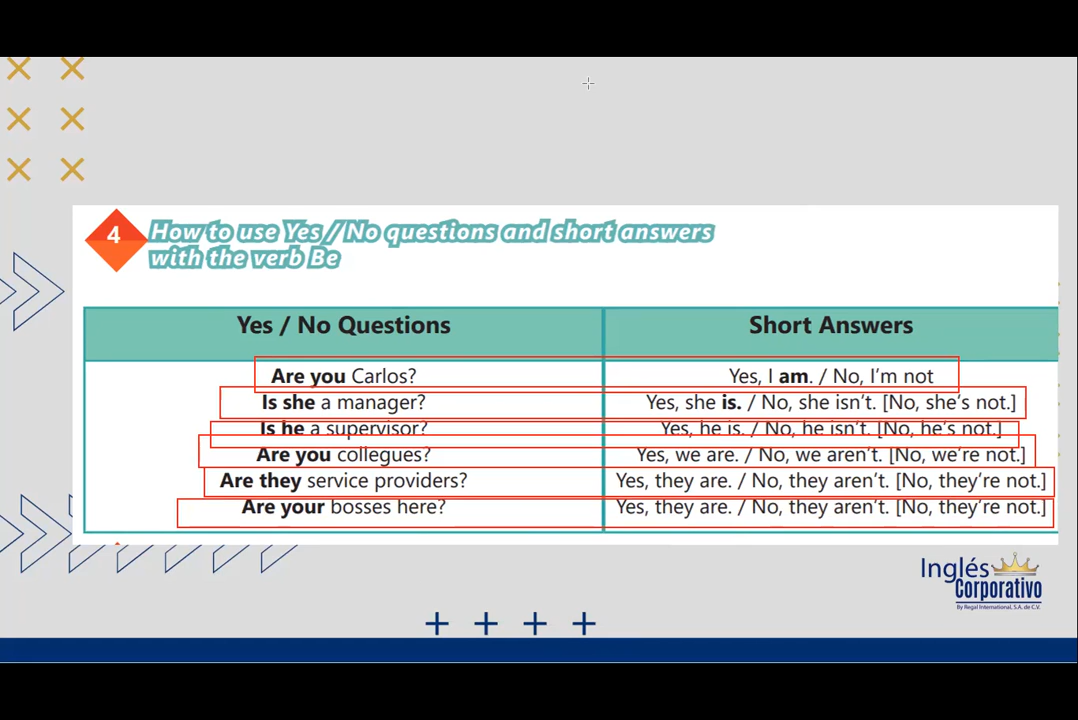 4
How to use Yes / No questions and short answers
with the verb Be
Yes / No Questions Short Answers
Are you Carlos? Yes, I am. / No, I'm not
Is she a manager? Yes, she is. / No, she isn't. [No, she's not.]
Is he a supervisor? Yes, he is. / No, he isn't. [No, he's not.]
Are you collegues? Yes, we are. / No, we aren't. [No, we're not.]
Are they service providers? Yes, they are. / No, they aren't. [No, they're not.]
Are your bosses here? Yes, they are. / No, they aren't. [No, they're not.]
Inglés
Corporativo
By Regal International, S.A. de C.V.